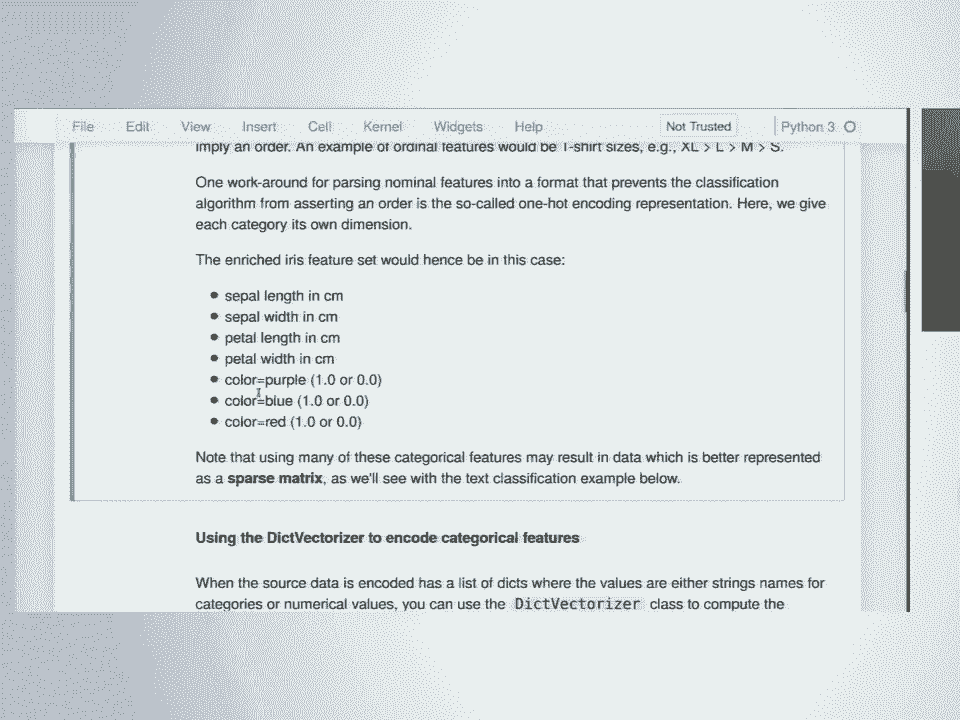 File Edit View Insert Cell Kernel Widgets Help Not Trusted Python 3
imply an order. An example of ordinal features would be T-shirt sizes, e.g., XL > L > M > S.
One work-around for parsing nominal features into a format that prevents the classification
algorithm from asserting an order is the so-called one-hot encoding representation. Here, we give
each category its own dimension.
The enriched iris feature set would hence be in this case:
● sepal length in cm
● sepal width in cm
● petal length in cm
● petal width in cm
● color=purple (1.0 or 0.0)
● color=blue (1.0 or 0.0)
● color=red (1.0 or 0.0)
Note that using many of these categorical features may result in data which is better represented
as a sparse matrix, as we'll see with the text classification example below.
Using the DictVectorizer to encode categorical features
When the source data is encoded has a list of dicts where the values are either strings names for
categories or numerical values, you can use the DictVectorizer class to compute the